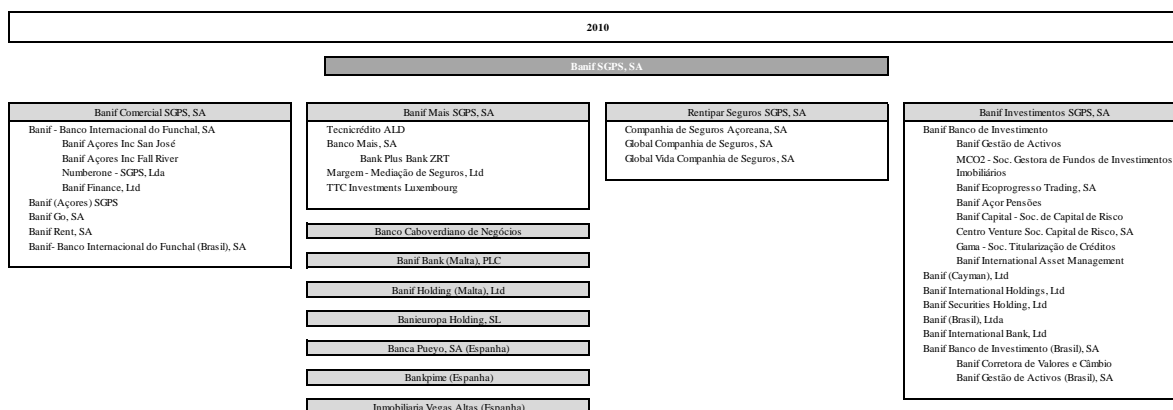 2010
Banif SGPS, SA
Banif Comercial SGPS, SA
Banif - Banco Internacional do Funchal, SA
Banif Açores Inc San José
Banif Açores Inc Fall River
Numberone - SGPS, Lda
Banif Finance, Ltd
Banif (Açores) SGPS
Banif Go, SA
Banif Rent, SA
Banif- Banco Internacional do Funchal (Brasil), SA
Banif Mais SGPS, SA
Tecnicrédito ALD
Banco Mais, SA
Bank Plus Bank ZRT
Margem - Mediação de Seguros, Ltd
TTC Investments Luxembourg
Banco Caboverdiano de Negócios
Banif Bank (Malta), PLC
Banif Holding (Malta), Ltd
Banieuropa Holding, SL
Banca Pueyo, SA (Espanha)
Bankpime (Espanha)
Inmobiliaria Vegas Altas (Espanha)
Rentipar Seguros SGPS, SA
Companhia de Seguros Açoreana, SA
Global Companhia de Seguros, SA
Global Vida Companhia de Seguros, SA
Banif Investimentos SGPS, SA
Banif Banco de Investimento
Banif Gestão de Activos
MCO2 - Soc. Gestora de Fundos de Investimentos
Imobiliários
Banif Ecoprogresso Trading, SA
Banif Açor Pensões
Banif Capital - Soc. de Capital de Risco
Centro Venture Soc. Capital de Risco, SA
Gama - Soc. Titularização de Créditos
Banif International Asset Management
Banif (Cayman), Ltd
Banif International Holdings, Ltd
Banif Securities Holding, Ltd
Banif (Brasil), Ltda
Banif International Bank, Ltd
Banif Banco de Investimento (Brasil), SA
Banif Corretora de Valores e Câmbio
Banif Gestão de Activos (Brasil), SA